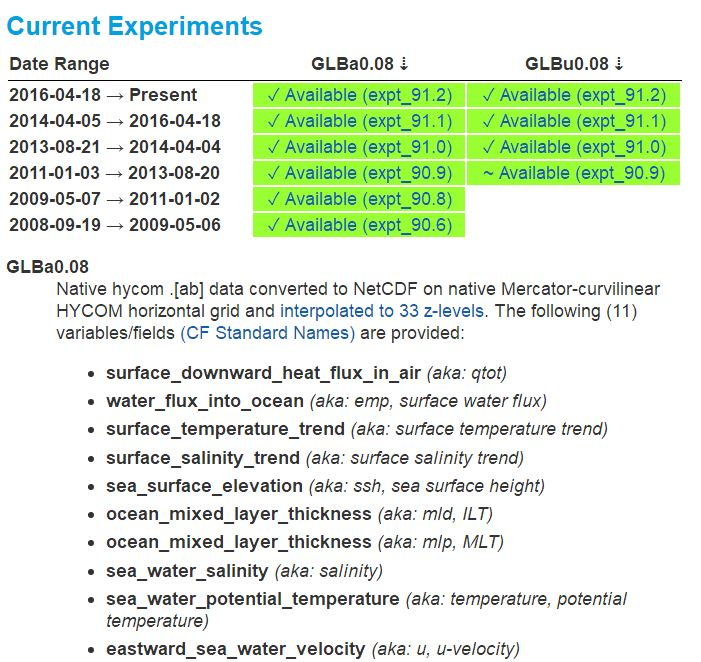 Current Experiments
Date Range GLBa0.08 ⇣ GLBu0.08 ⇣
2016-04-18 → Present ✓ Available (expt_91.2) ✓ Available (expt_91.2)
2014-04-05 → 2016-04-18 ✓ Available (expt_91.1) ✓ Available (expt_91.1)
2013-08-21 → 2014-04-04 ✓ Available (expt_91.0) ✓ Available (expt_91.0)
2011-01-03 → 2013-08-20 ✓ Available (expt_90.9) ~ Available (expt_90.9)
2009-05-07 → 2011-01-02 ✓ Available (expt_90.8)
2008-09-19 → 2009-05-06 ✓ Available (expt_90.6)
GLBa0.08
Native hycom .[ab] data converted to NetCDF on native Mercator-curvilinear
HYCOM horizontal grid and interpolated to 33 z-levels. The following (11)
variables/fields (CF Standard Names) are provided:
• surface_downward_heat_flux_in_air (aka: qtot)
• water_flux_into_ocean (aka: emp, surface water flux)
• surface_temperature_trend (aka: surface temperature trend)
• surface_salinity_trend (aka: surface salinity trend)
• sea_surface_elevation (aka: ssh, sea surface height)
• ocean_mixed_layer_thickness (aka: mld, ILT)
• ocean_mixed_layer_thickness (aka: mlp, MLT)
• sea_water_salinity (aka: salinity)
• sea_water_potential_temperature (aka: temperature, potential
temperature)
• eastward_sea_water_velocity (aka: u, u-velocity)